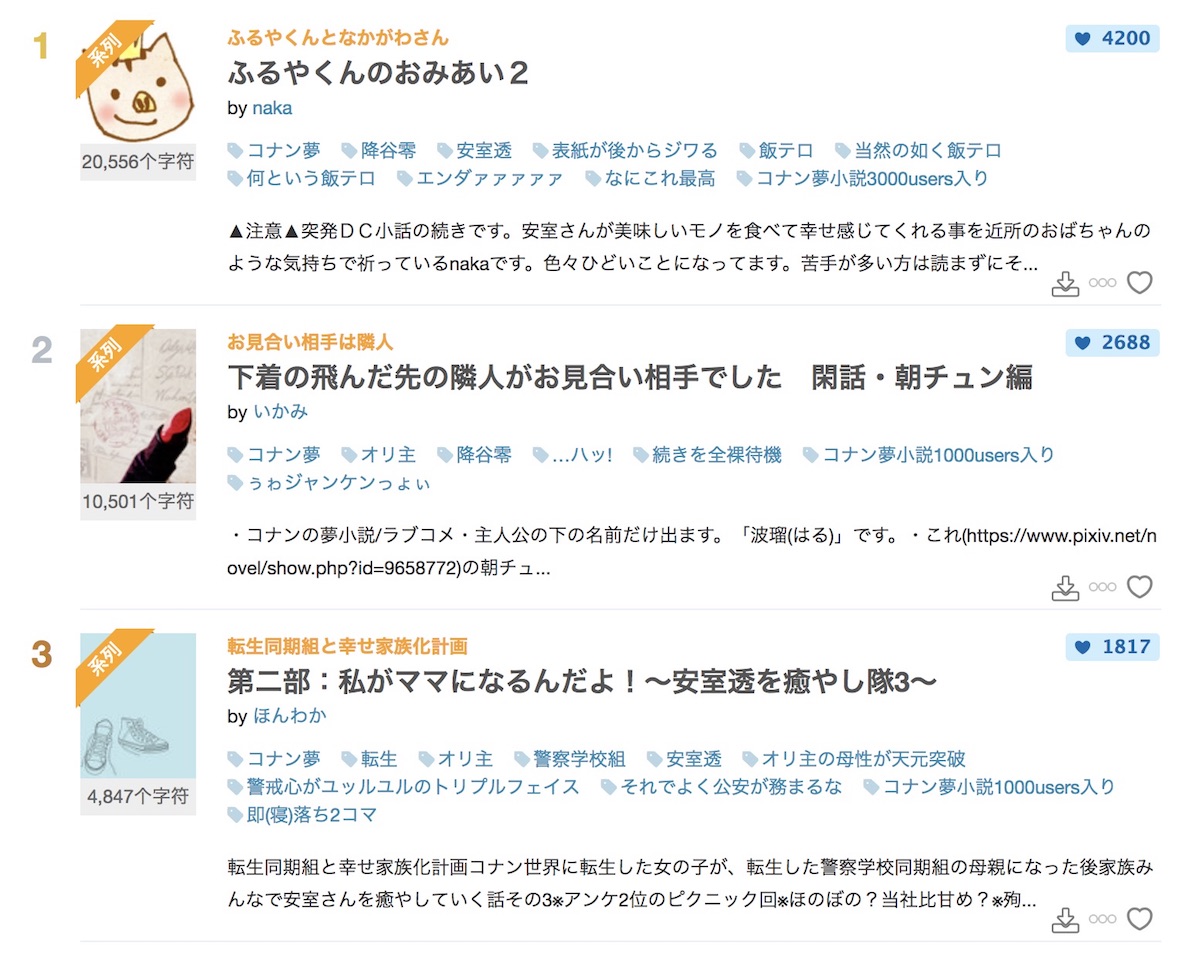 1
系列
ふるやくんとなかがわさん
4200
ふるやくんのおみあい２
by naka
20,556个字符
コナン夢 降谷零 安室透 表紙が後からジワる 飯テロ 当然の如く飯テロ
何という飯テロ エンダァァァァァ なにこれ最高 コナン夢小説3000users入り
▲注意▲突発ＤＣ小話の続きです。安室さんが美味しいモノを食べて幸せ感じてくれる事を近所のおばちゃんの
ような気持ちで祈っているnakaです。色々ひどいことになってます。苦手が多い方は読まずにそ...
2
系列
お見合い相手は隣人
2688
下着の飛んだ先の隣人がお見合い相手でした　閑話・朝チュン編
by いかみ
10,501个字符
コナン夢 オリ主 降谷零 …ハッ! 続きを全裸待機 コナン夢小説1000users入り
ぅゎジャンケンっょぃ
・コナンの夢小説/ラブコメ・主人公の下の名前だけ出ます。「波瑠(はる)」です。・これ(https://www.pixiv.net/n
ovel/show.php?id=9658772)の朝チュ...
3
系列
転生同期組と幸せ家族化計画
1817
第二部：私がママになるんだよ！〜安室透を癒やし隊3〜
by ほんわか
4,847个字符
コナン夢 転生 オリ主 警察学校組 安室透 オリ主の母性が天元突破
警戒心がユッルユルのトリプルフェイス それでよく公安が務まるな コナン夢小説1000users入り
即(寝)落ち2コマ
転生同期組と幸せ家族化計画コナン世界に転生した女の子が、転生した警察学校同期組の母親になった後家族み
んなで安室さんを癒やしていく話その3※アンケ2位のピクニック回※ほのぼの？当社比甘め？※殉...